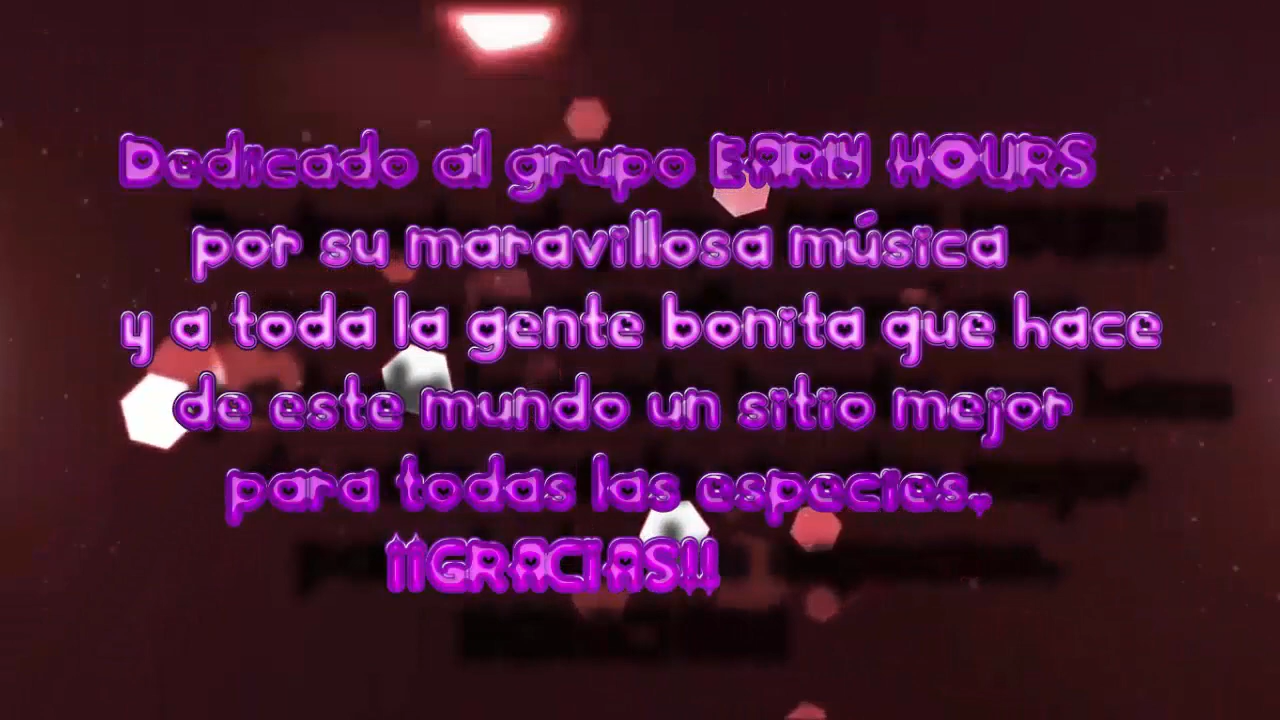 Dedicado al grupo EARLY HOURS
por su maravillosa música
y a toda la gente bonita que hace
de este mundo un sitio mejor
para todas las especies,
¡¡GRACIAS!!